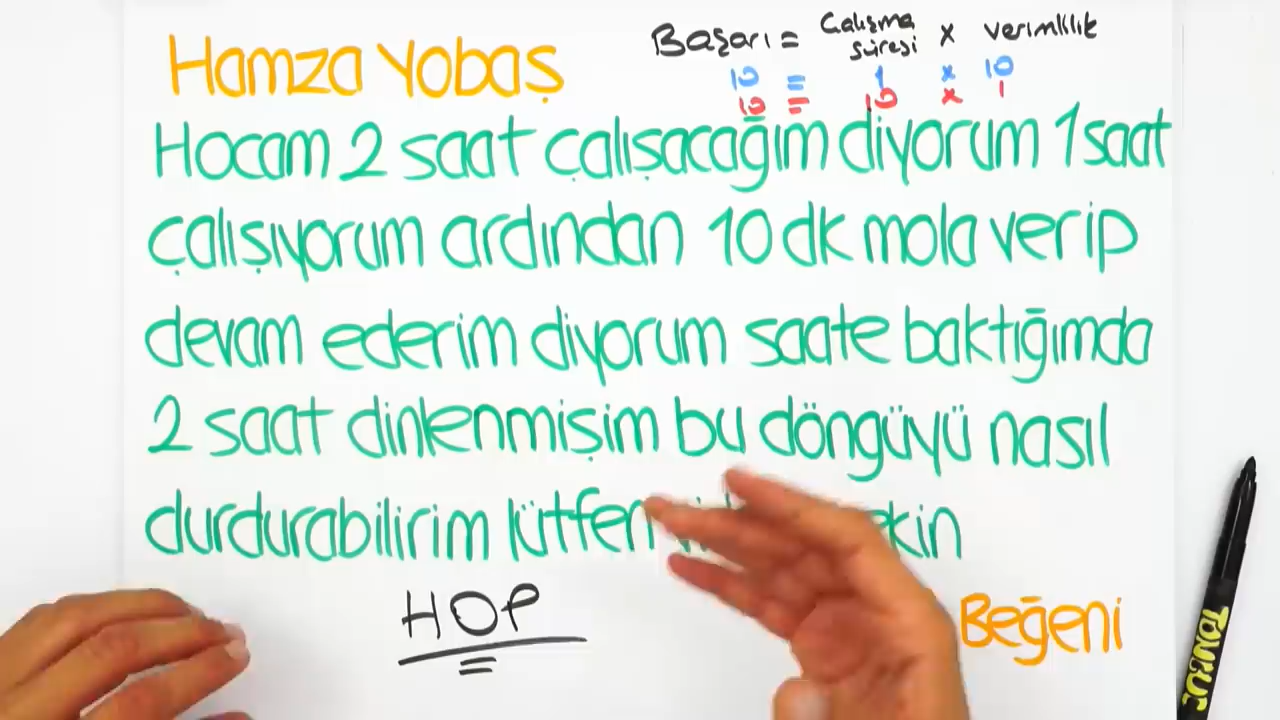 Hamza Yobaş
Başarı = Çalışma süresi x verimlilik
10 = 1 x 10
10 = 10 x 1
Hocam 2 saat çalışacağım diyorum 1 saat
çalışıyorum ardından 10 dk mola verip
devam ederim diyorum saate baktığımda
2 saat dinlenmişim bu döngüyü nasıl
durdurabilirim lütfen
HOP
Beğeni
TOMBUL